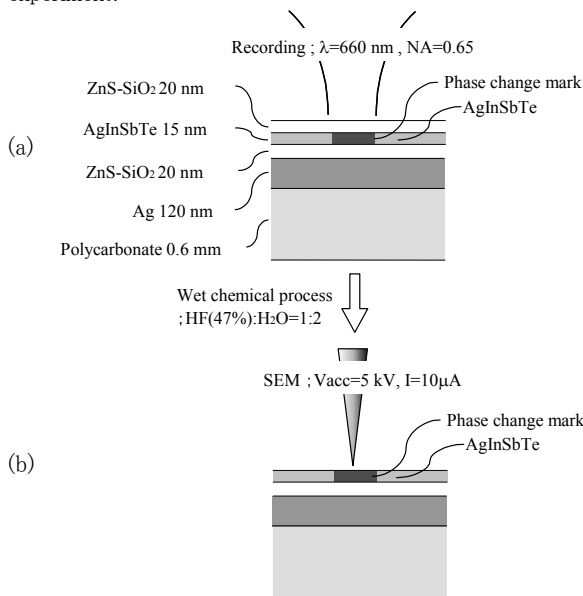 experiment.
Recording ; λ=660 nm , NA=0.65
ZnS-SiO2 20 nm
Phase change mark
AgInSbTe
AgInSbTe 15 nm
(a)
ZnS-SiO2 20 nm
Ag 120 nm
Polycarbonate 0.6 mm
Wet chemical process
;HF(47%):H2O=1:2
SEM ; Vacc=5 kV, I=10μA
Phase change mark
AgInSbTe
(b)